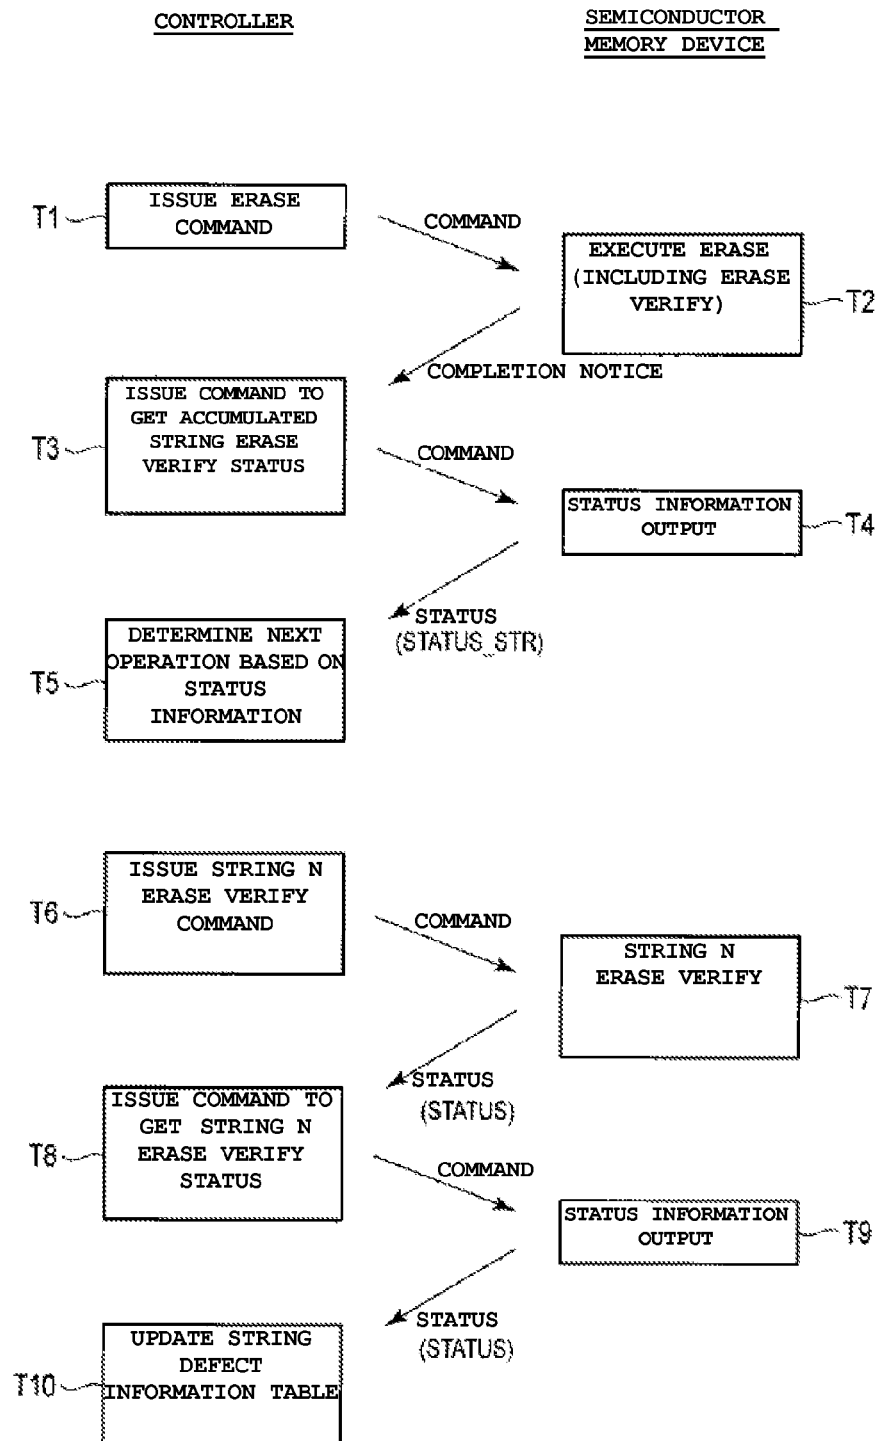 CONTROLLER
SEMICONDUCTOR
MEMORY DEVICE
T1
ISSUE ERASE
COMMAND
COMMAND
EXECUTE ERASE
(INCLUDING ERASE
VERIFY)
T2
COMPLETION NOTICE
T3
ISSUE COMMAND TO
GET ACCUMULATED
STRING ERASE
VERIFY STATUS
COMMAND
STATUS INFORMATION
OUTPUT
T4
STATUS
(STATUS_STR)
T5
DETERMINE NEXT
OPERATION BASED ON
STATUS
INFORMATION
T6
ISSUE STRING N
ERASE VERIFY
COMMAND
COMMAND
STRING N
ERASE VERIFY
T7
STATUS
(STATUS)
T8
ISSUE COMMAND TO
GET STRING N
ERASE VERIFY
STATUS
COMMAND
STATUS INFORMATION
OUTPUT
T9
STATUS
(STATUS)
T10
UPDATE STRING
DEFECT
INFORMATION TABLE